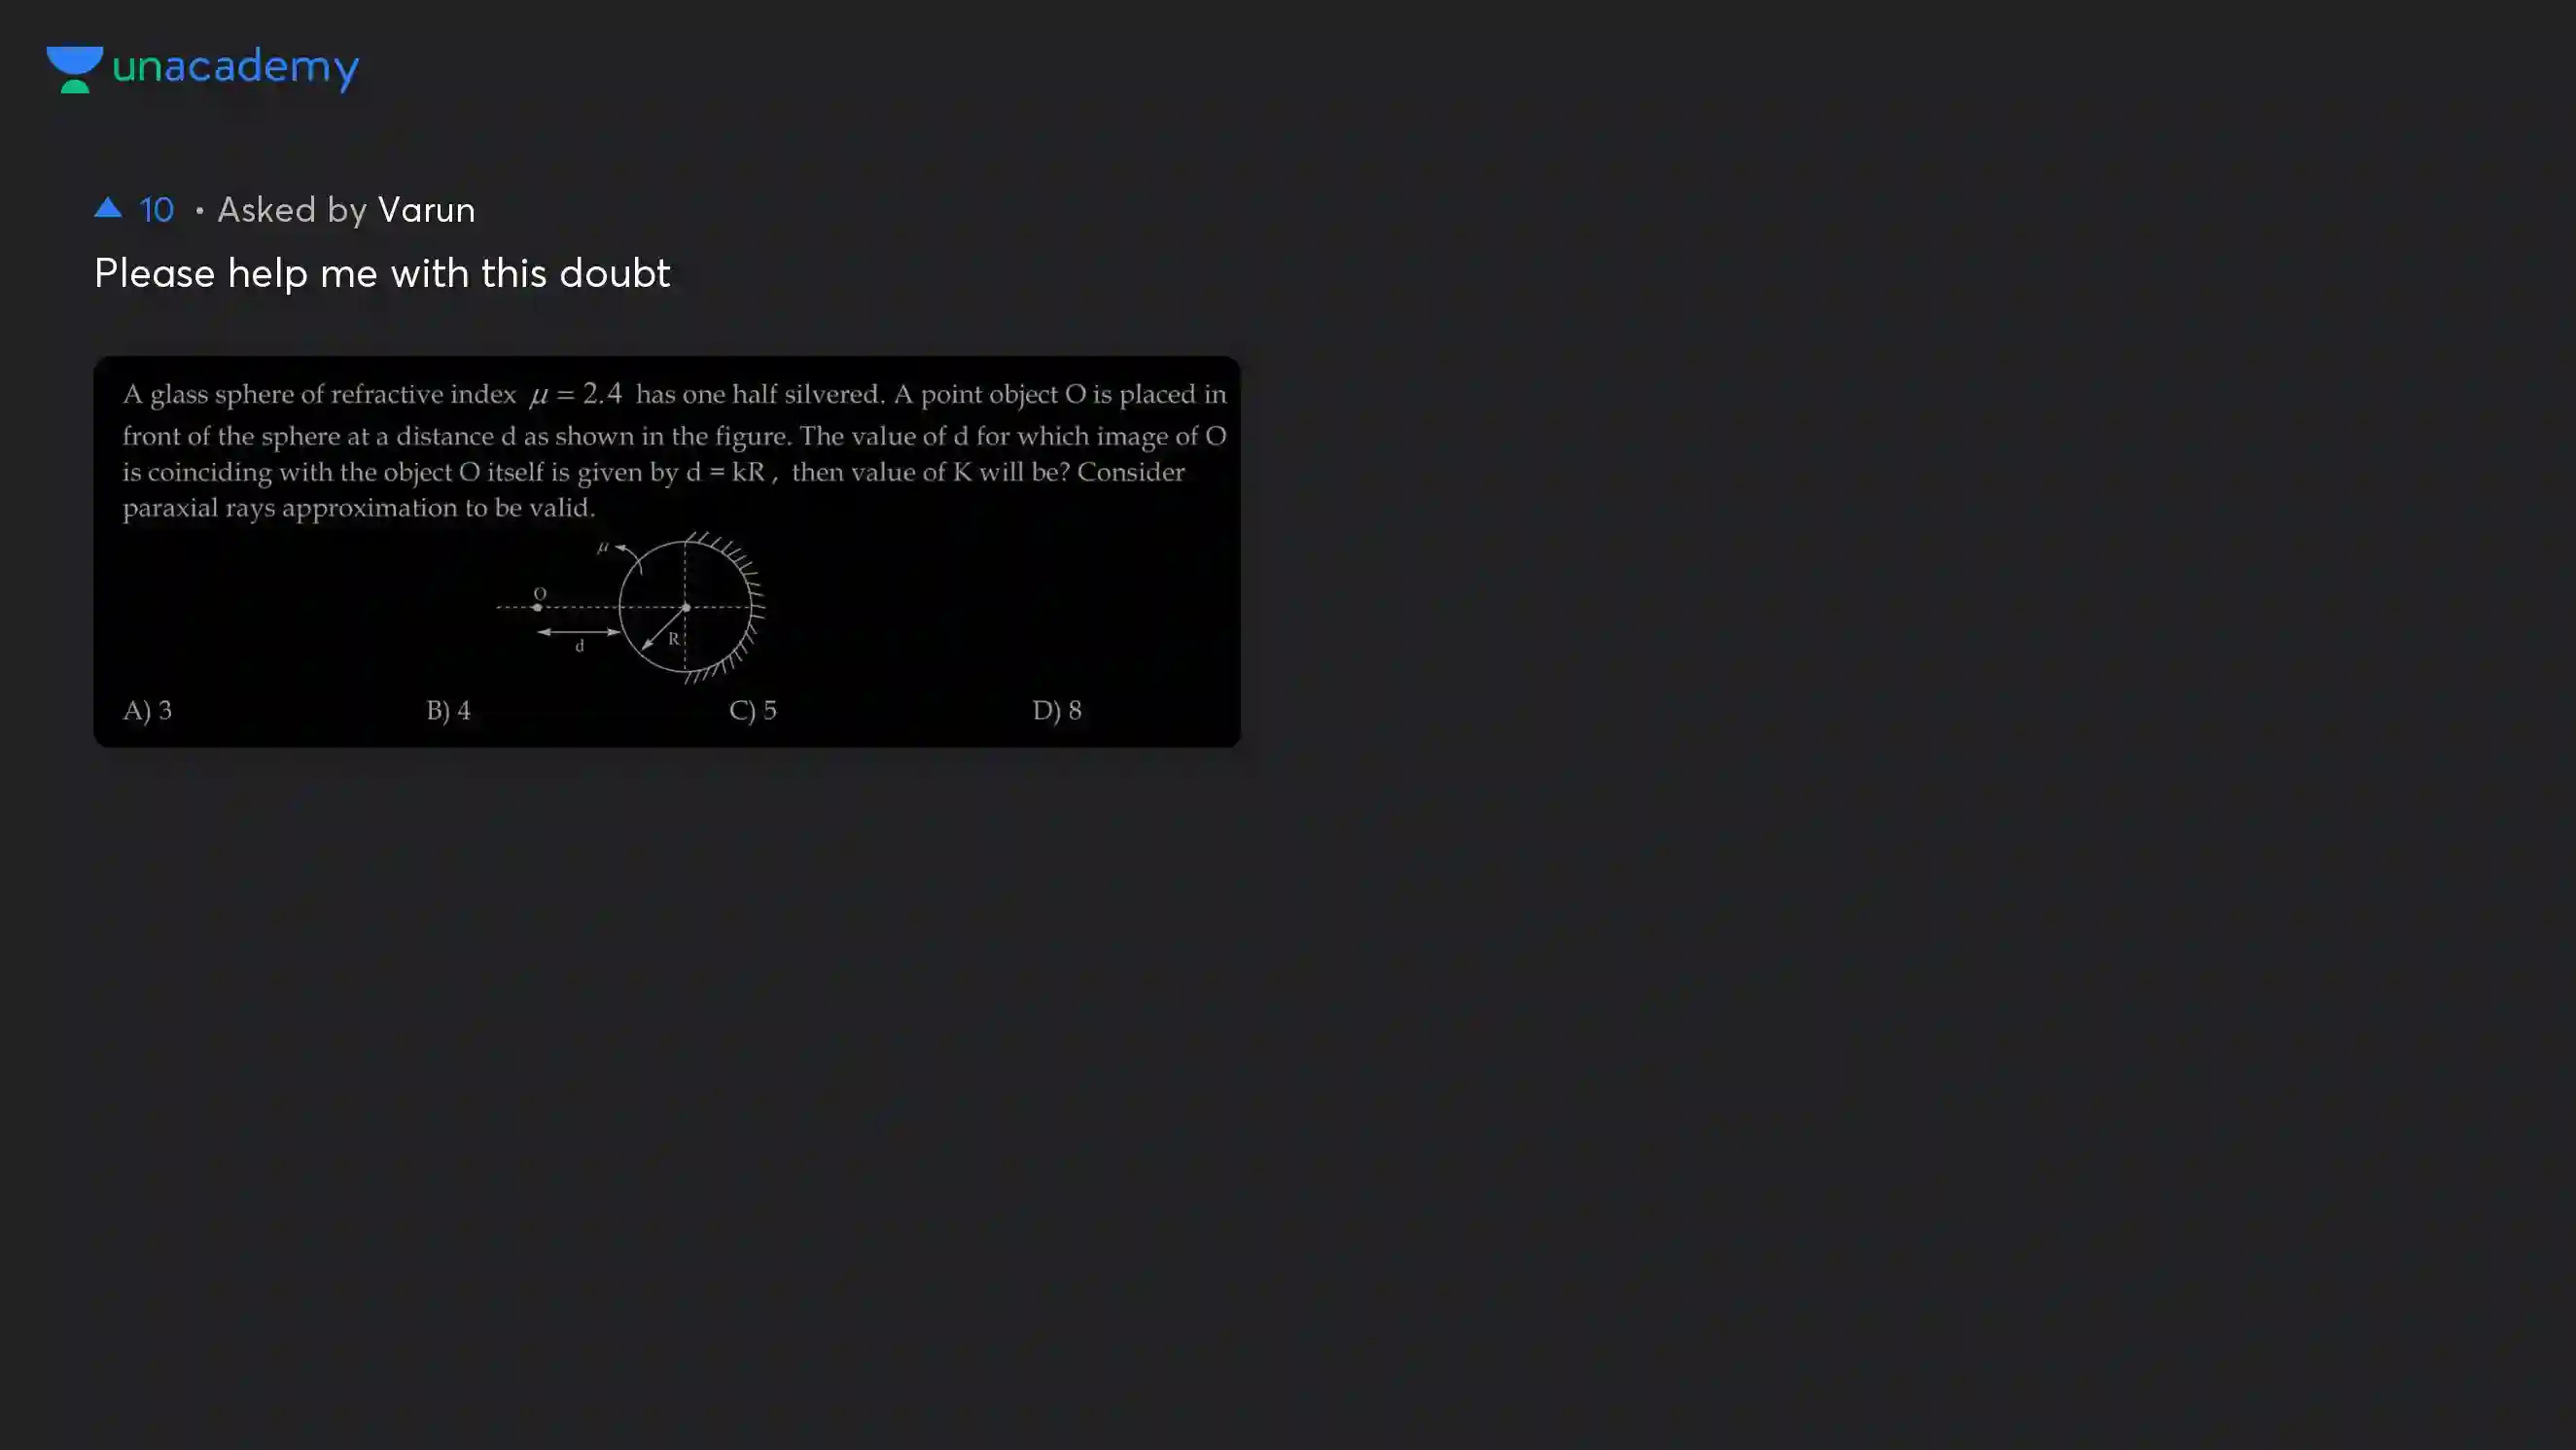 unacademy
▲ 10 • Asked by Varun
Please help me with this doubt
A glass sphere of refractive index μ = 2.4 has one half silvered. A point object O is placed in
front of the sphere at a distance d as shown in the figure. The value of d for which image of O
is coinciding with the object O itself is given by d = kR , then value of K will be? Consider
paraxial rays approximation to be valid.
μ
O
R
d
A) 3 B) 4 C) 5 D) 8